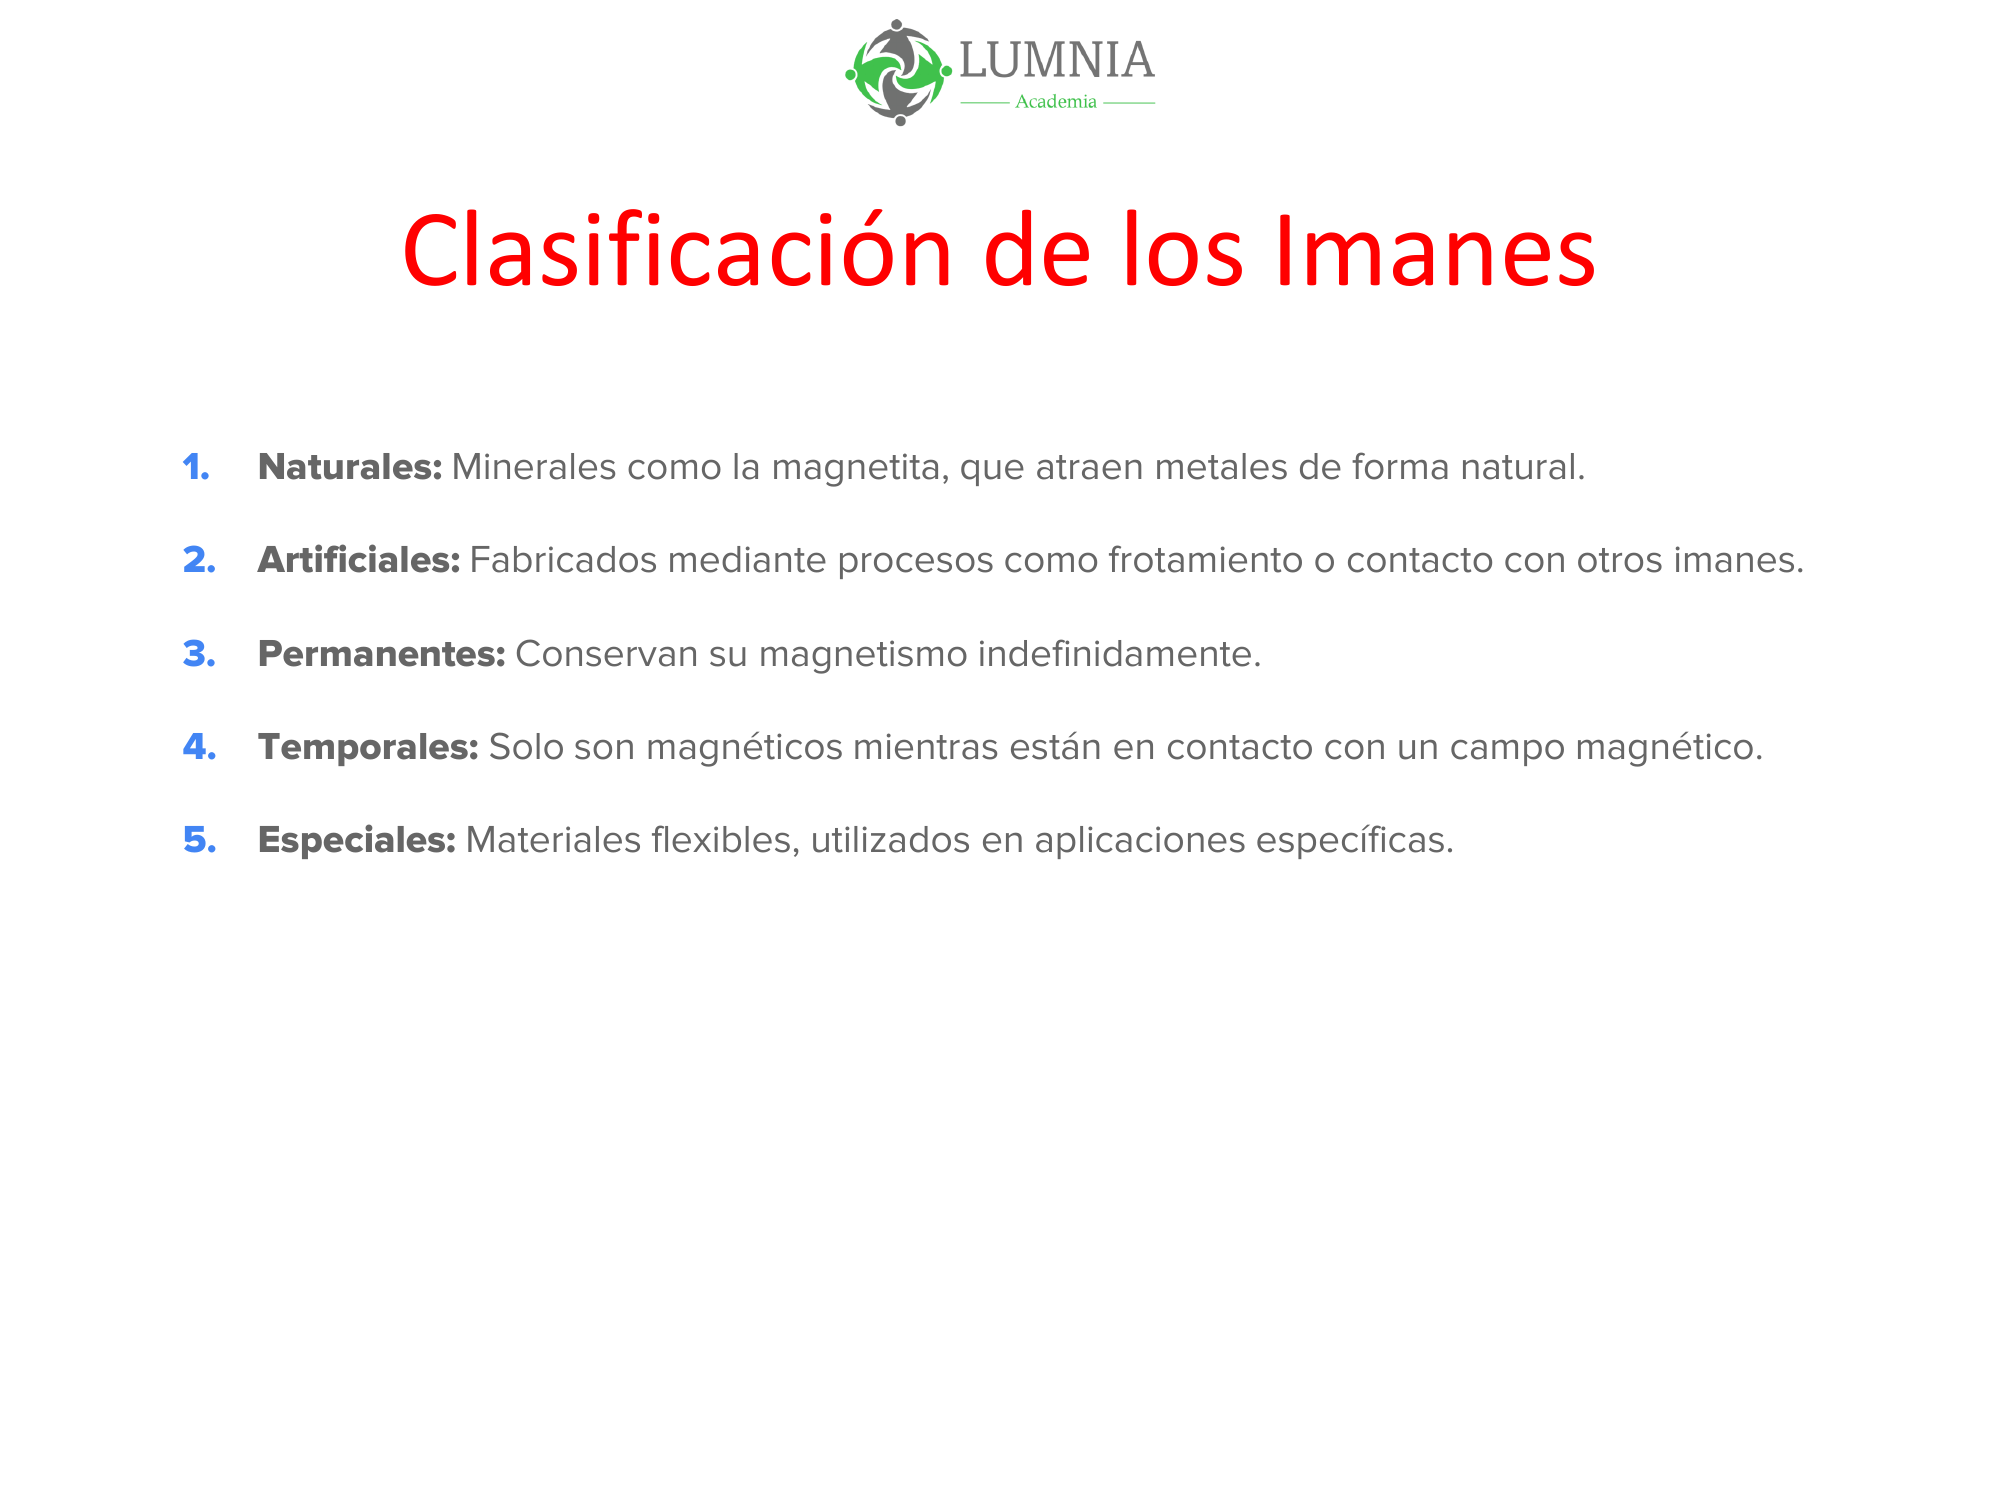 LUMNIA
Academia
Clasificación de los Imanes
1. Naturales: Minerales como la magnetita, que atraen metales de forma natural.
2. Artificiales: Fabricados mediante procesos como frotamiento o contacto con otros imanes.
3. Permanentes: Conservan su magnetismo indefinidamente.
4. Temporales: Solo son magnéticos mientras están en contacto con un campo magnético.
5. Especiales: Materiales flexibles, utilizados en aplicaciones específicas.